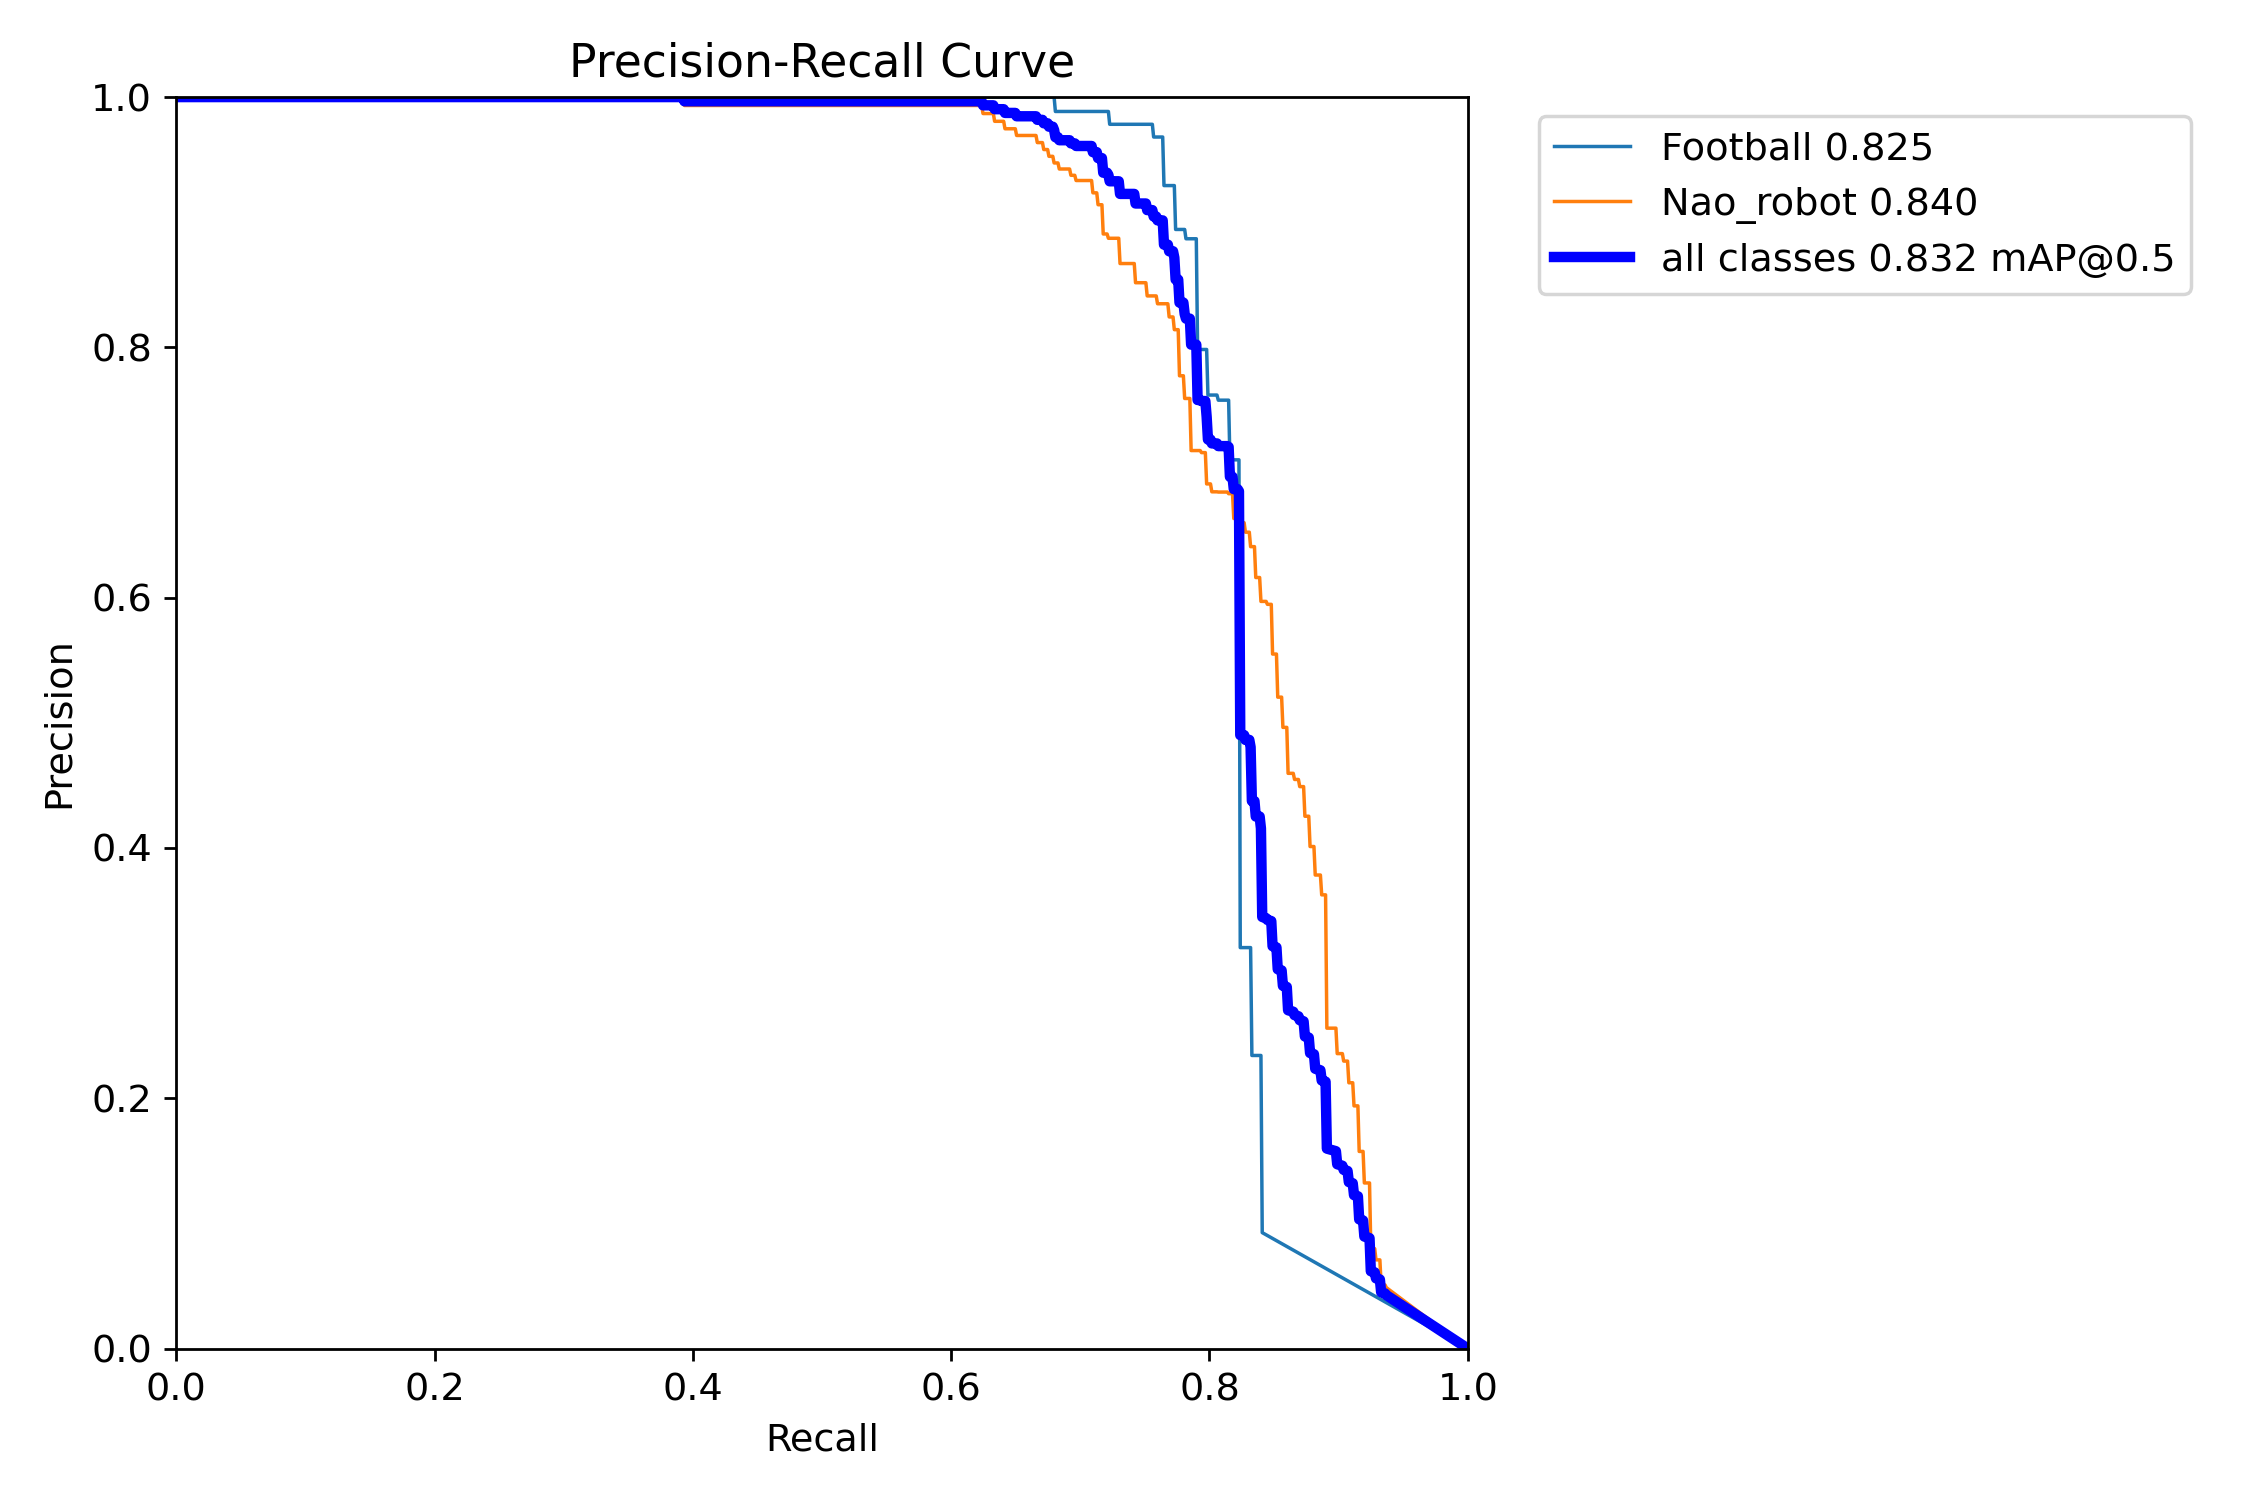 Precision-Recall Curve
1.0
0.8
0.6
0.4
0.2
0.0
Precision
0.0 0.2 0.4 0.6 0.8 1.0
Recall
Football 0.825
Nao_robot 0.840
all classes 0.832 mAP@0.5